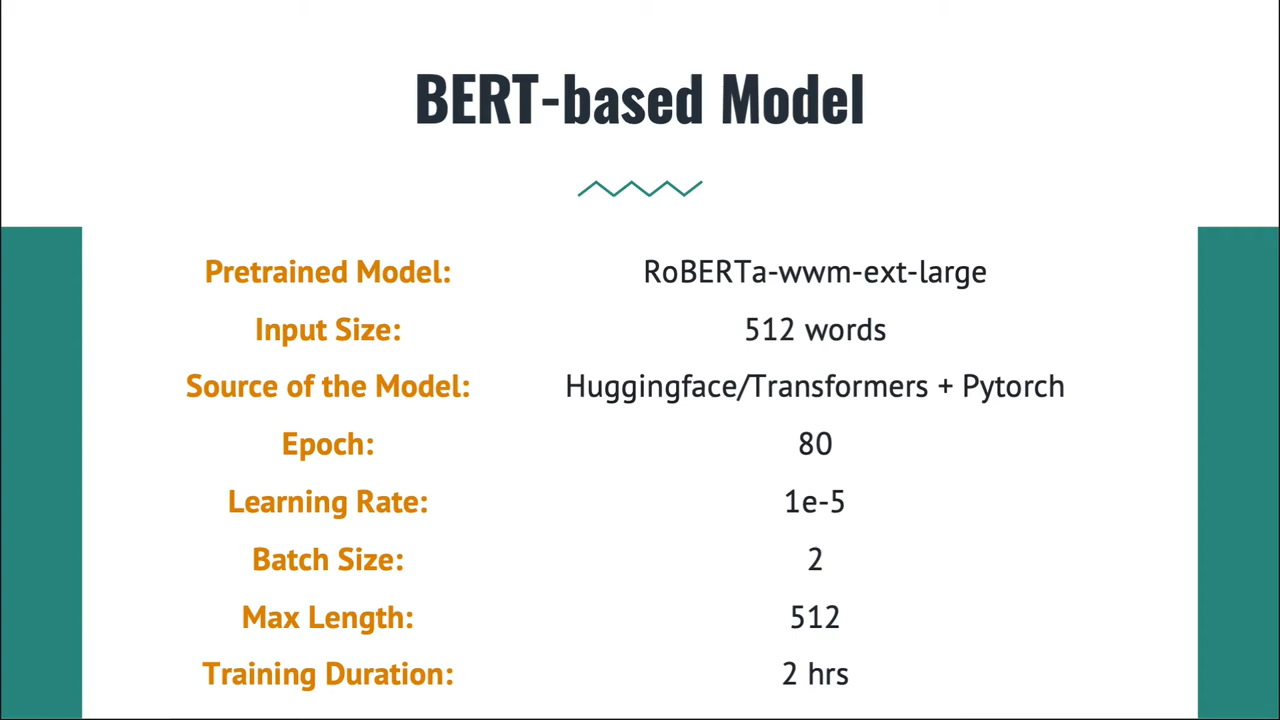 BERT-based Model
Pretrained Model: RoBERTa-wwm-ext-large
Input Size: 512 words
Source of the Model: Huggingface/Transformers + Pytorch
Epoch: 80
Learning Rate: 1e-5
Batch Size: 2
Max Length: 512
Training Duration: 2 hrs